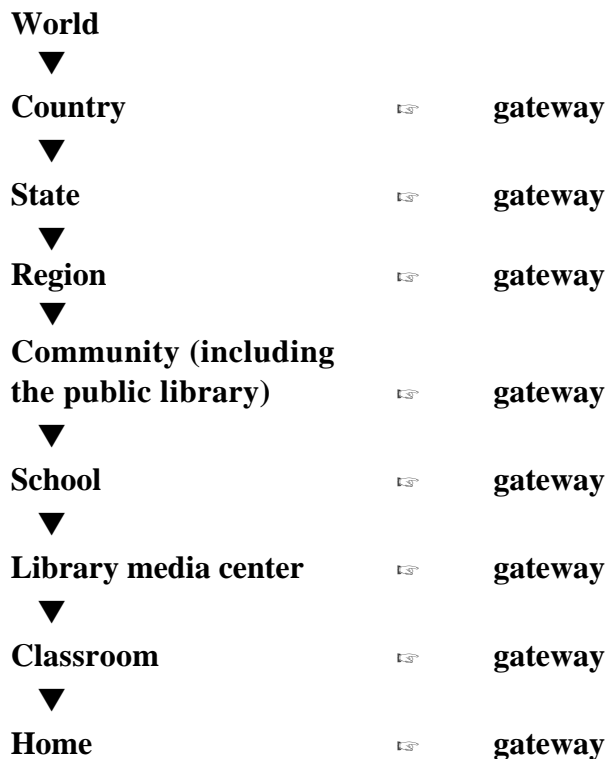 World
▼
Country ☞ gateway
▼
State ☞ gateway
▼
Region ☞ gateway
▼
Community (including
the public library) ☞ gateway
▼
School ☞ gateway
▼
Library media center ☞ gateway
▼
Classroom ☞ gateway
▼
Home ☞ gateway